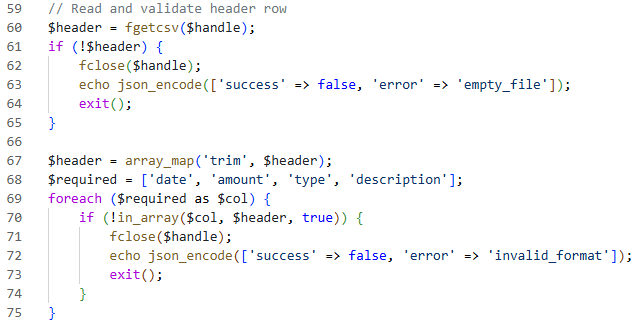 59 // Read and validate header row
60 $header = fgetcsv($handle);
61 if (!$header) {
62     fclose($handle);
63     echo json_encode(['success' => false, 'error' => 'empty_file']);
64     exit();
65 }
66
67 $header = array_map('trim', $header);
68 $required = ['date', 'amount', 'type', 'description'];
69 foreach ($required as $col) {
70     if (!in_array($col, $header, true)) {
71         fclose($handle);
72         echo json_encode(['success' => false, 'error' => 'invalid_format']);
73         exit();
74     }
75 }